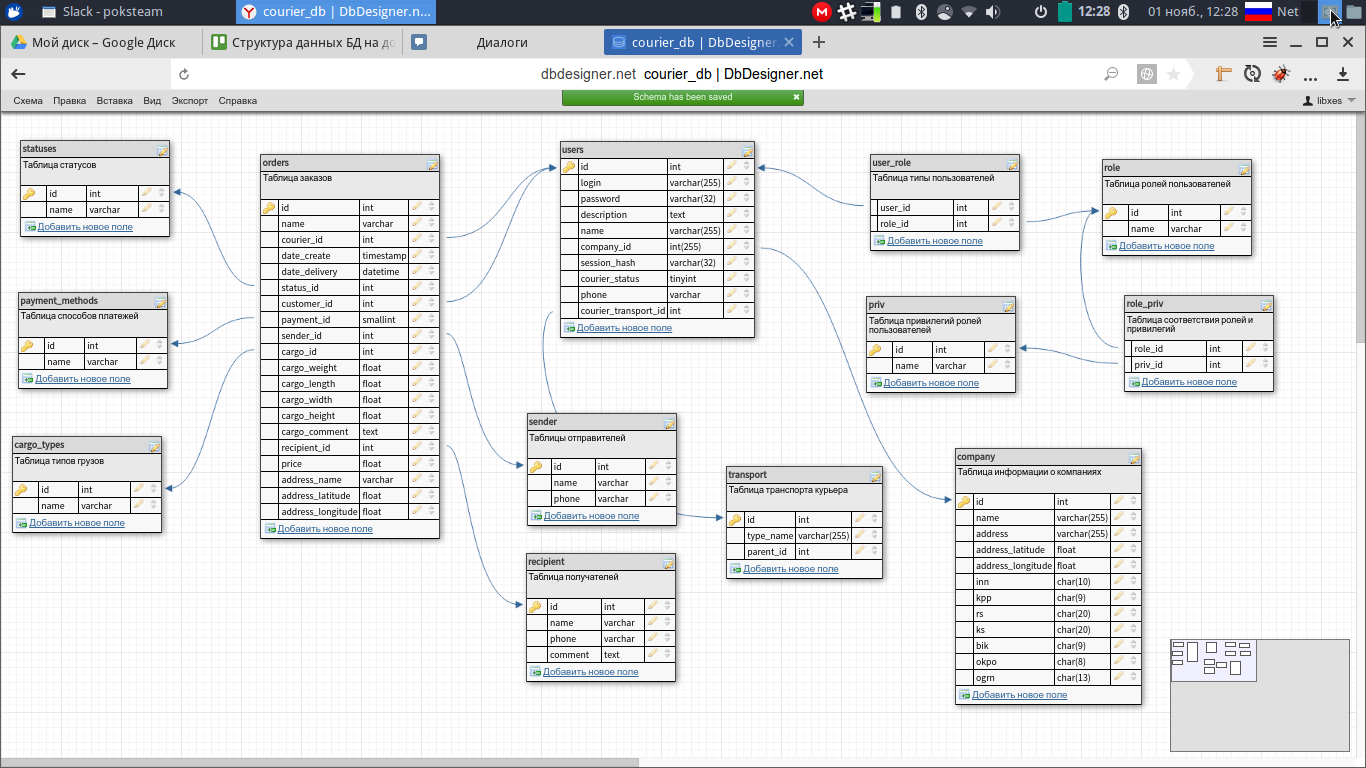 Slack - poksteam
courier_db | DbDesigner.n...
12:28
01 нояб., 12:28
Net
Мой диск – Google Диск
Структура данных БД на до
Диалоги
courier_db | DbDesigner
dbdesigner.net courier_db | DbDesigner.net
Схема Правка Вставка Вид Экспорт Справка
Schema has been saved
libxes
statuses
Таблица статусов
id int
name varchar
Добавить новое поле
payment_methods
Таблица способов платежей
id int
name varchar
Добавить новое поле
cargo_types
Таблица типов грузов
id int
name varchar
Добавить новое поле
orders
Таблица заказов
id int
name varchar
courier_id int
date_create timestamp
date_delivery datetime
status_id int
customer_id int
payment_id smallint
sender_id int
cargo_id int
cargo_weight float
cargo_length float
cargo_width float
cargo_height float
cargo_comment text
recipient_id int
price float
address_name varchar
address_latitude float
address_longitude float
Добавить новое поле
users
id int
login varchar(255)
password varchar(32)
description text
name varchar(255)
company_id int(255)
session_hash varchar(32)
courier_status tinyint
phone varchar
courier_transport_id int
Добавить новое поле
sender
Таблицы отправителей
id int
name varchar
phone varchar
Добавить новое поле
recipient
Таблица получателей
id int
name varchar
phone varchar
comment text
Добавить новое поле
transport
Таблица транспорта курьера
id int
type_name varchar(255)
parent_id int
Добавить новое поле
user_role
Таблица типы пользователей
user_id int
role_id int
Добавить новое поле
role
Таблица ролей пользователей
id int
name varchar
Добавить новое поле
priv
Таблица привилегий ролей
пользователей
id int
name varchar
Добавить новое поле
role_priv
Таблица соответствия ролей и
привилегий
role_id int
priv_id int
Добавить новое поле
company
Таблица информации о компаниях
id int
name varchar(255)
address varchar(255)
address_latitude float
address_longitude float
inn char(10)
kpp char(9)
rs char(20)
ks char(20)
bik char(9)
okpo char(8)
ogrn char(13)
Добавить новое поле